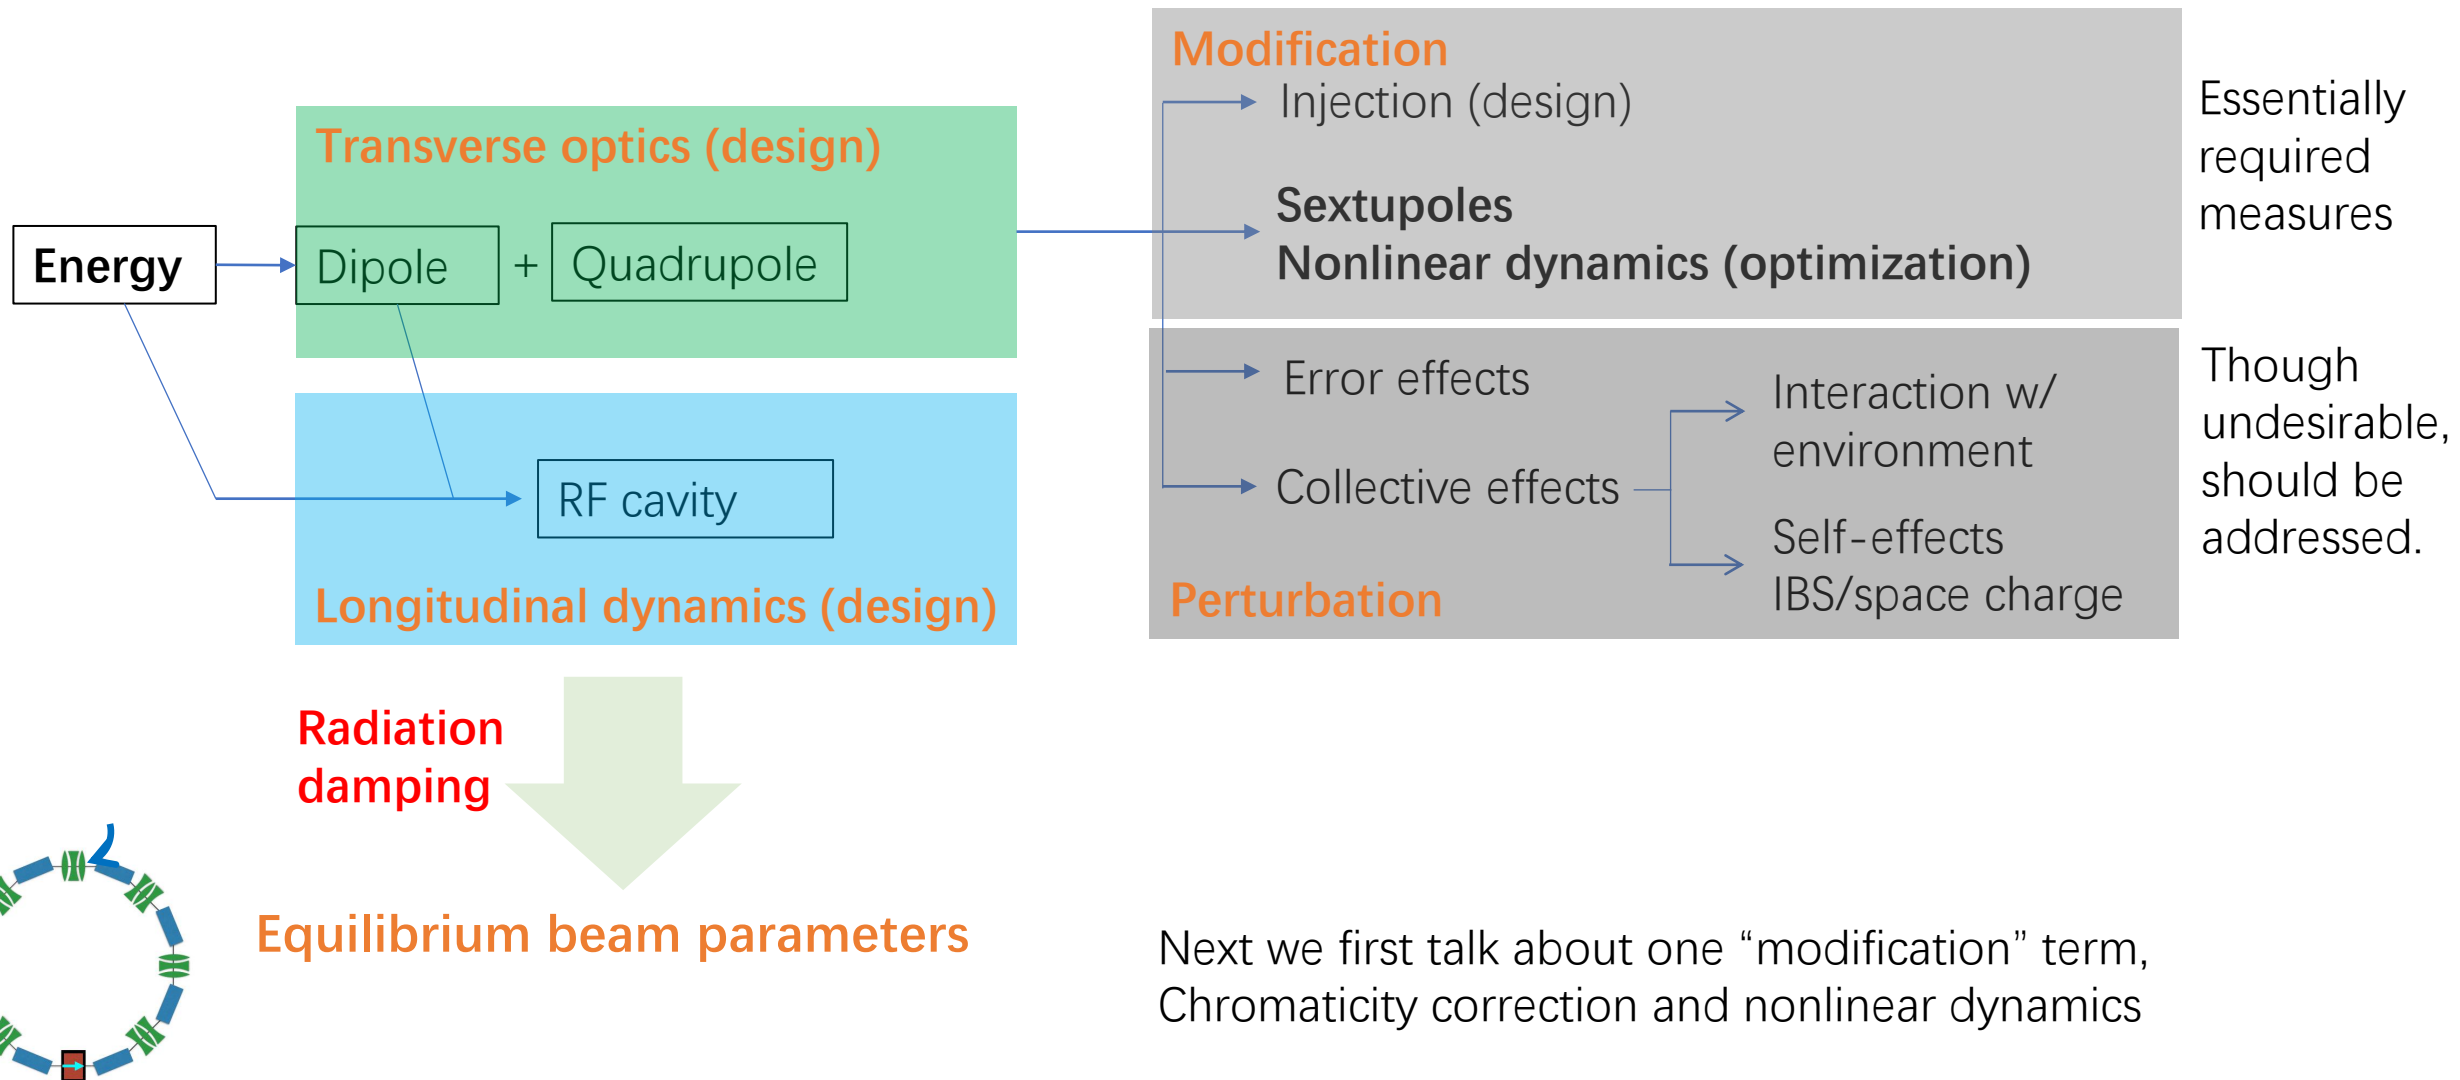 Energy
Transverse optics (design)
Dipole + Quadrupole
RF cavity
Longitudinal dynamics (design)
Radiation
damping
Equilibrium beam parameters
Modification
Injection (design)
Sextupoles
Nonlinear dynamics (optimization)
Essentially
required
measures
Error effects
Collective effects
Interaction w/
environment
Self-effects
IBS/space charge
Perturbation
Though
undesirable,
should be
addressed.
Next we first talk about one “modification” term,
Chromaticity correction and nonlinear dynamics